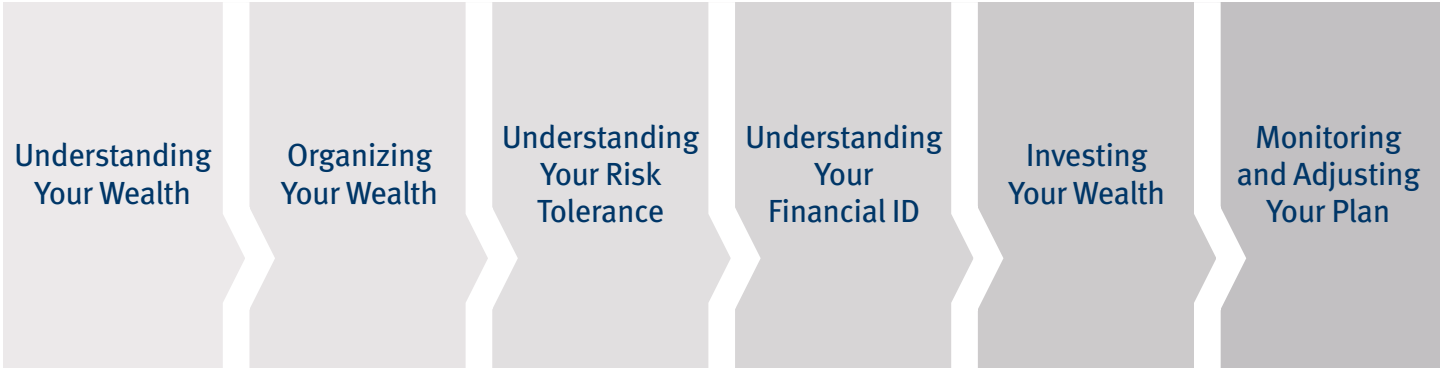 Understanding
Your Wealth
Organizing
Your Wealth
Understanding
Your Risk
Tolerance
Understanding
Your
Financial ID
Investing
Your Wealth
Monitoring
and Adjusting
Your Plan